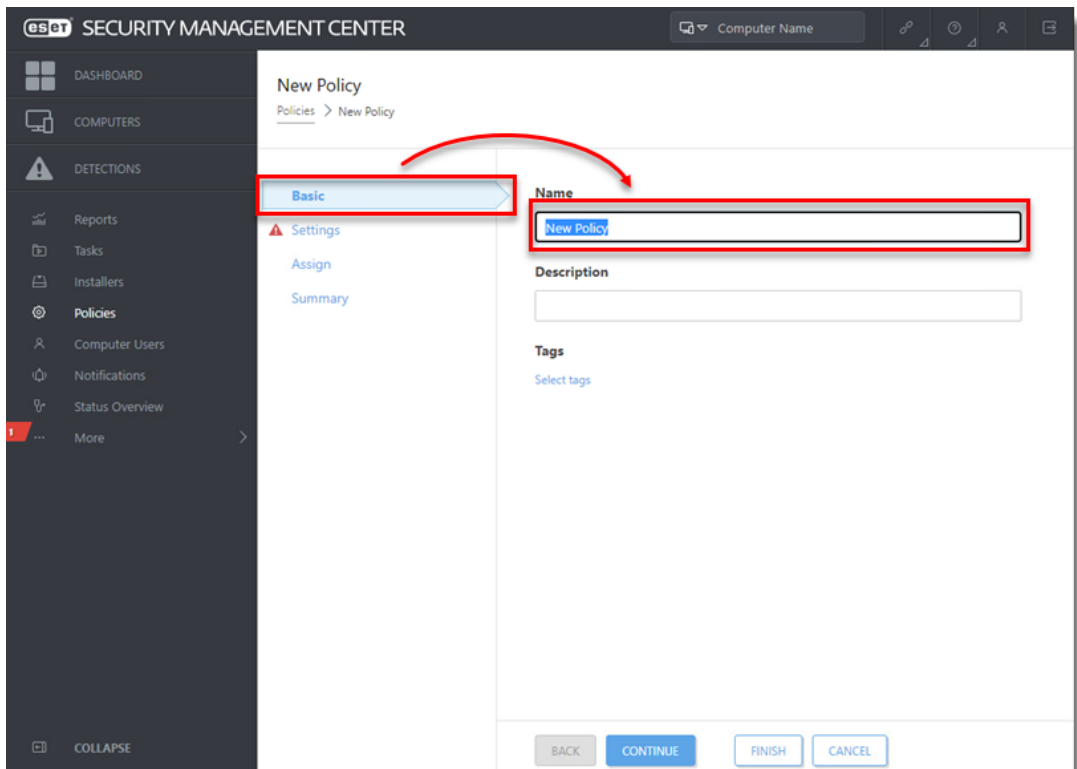 eset SECURITY MANAGEMENT CENTER
Computer Name
DASHBOARD
COMPUTERS
DETECTIONS
Reports
Tasks
Installers
Policies
Computer Users
Notifications
Status Overview
More
COLLAPSE
New Policy
Policies > New Policy
Basic
Settings
Assign
Summary
Name
New Policy
Description
Tags
Select tags
BACK CONTINUE FINISH CANCEL